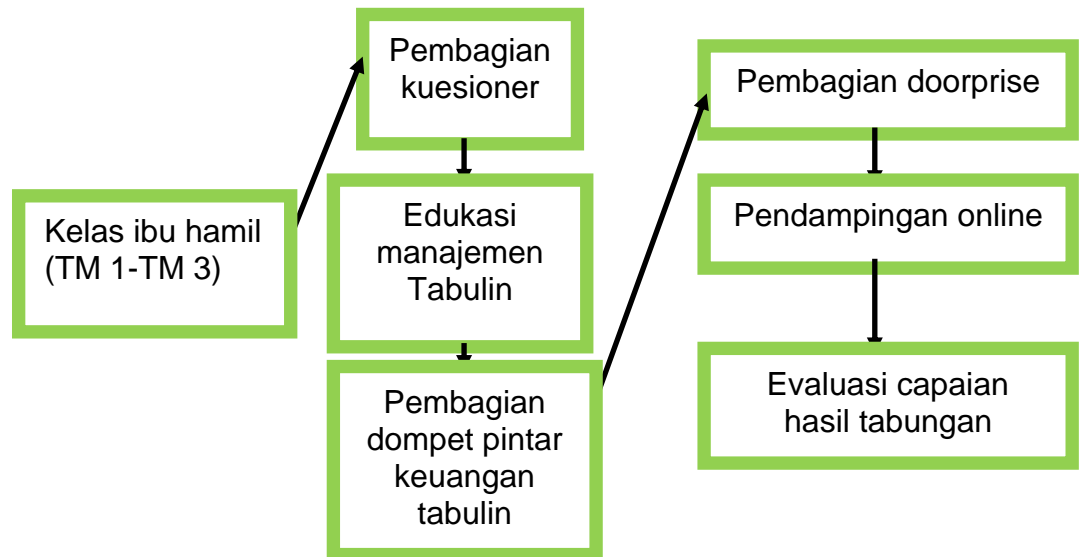 Kelas ibu hamil
(TM 1-TM 3)
Pembagian
kuesioner
Edukasi
manajemen
Tabulin
Pembagian
dompet pintar
keuangan
tabulin
Pembagian doorprise
Pendampingan online
Evaluasi capaian
hasil tabungan